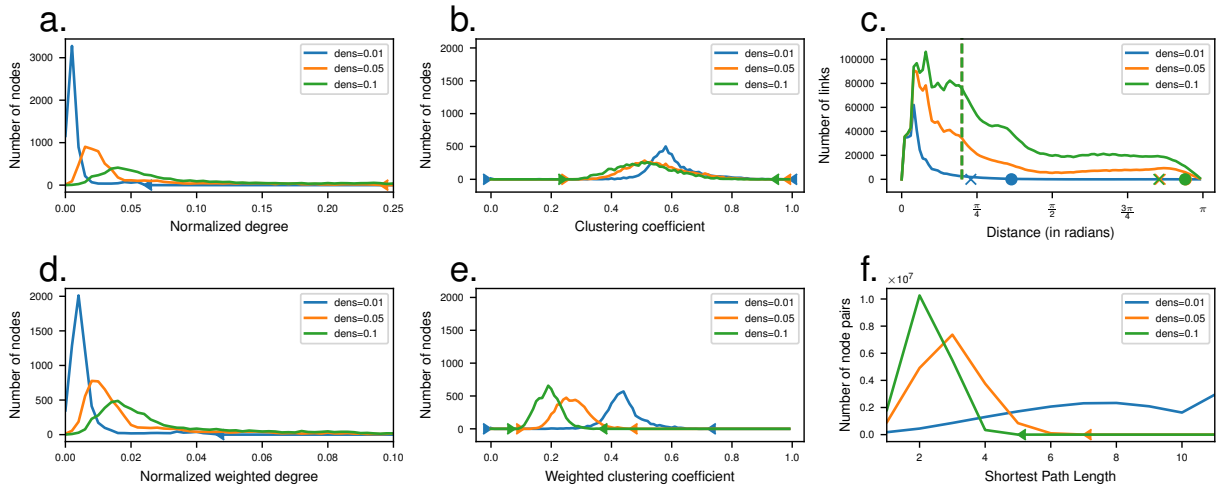 a.
Number of nodes
3000
2000
1000
0
0.00 0.05 0.10 0.15 0.20 0.25
Normalized degree
dens=0.01
dens=0.05
dens=0.1
b.
Number of nodes
2000
1500
1000
500
0
0.0 0.2 0.4 0.6 0.8 1.0
Clustering coefficient
dens=0.01
dens=0.05
dens=0.1
c.
Number of links
100000
80000
60000
40000
20000
0
0 π/4 π/2 3π/4 π
Distance (in radians)
dens=0.01
dens=0.05
dens=0.1
d.
Number of nodes
2000
1500
1000
500
0
0.00 0.02 0.04 0.06 0.08 0.10
Normalized weighted degree
dens=0.01
dens=0.05
dens=0.1
e.
Number of nodes
2000
1500
1000
500
0
0.0 0.2 0.4 0.6 0.8 1.0
Weighted clustering coefficient
dens=0.01
dens=0.05
dens=0.1
f.
×10⁷
Number of node pairs
1.0
0.8
0.6
0.4
0.2
0.0
2 4 6 8 10
Shortest Path Length
dens=0.01
dens=0.05
dens=0.1